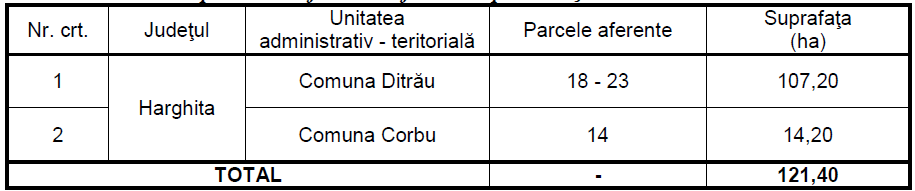 Nr. crt. Judeţul Unitatea administrativ - teritorială Parcele aferente Suprafaţa (ha)
1 Harghita Comuna Ditrău 18 - 23 107,20
2 Comuna Corbu 14 14,20
TOTAL - 121,40